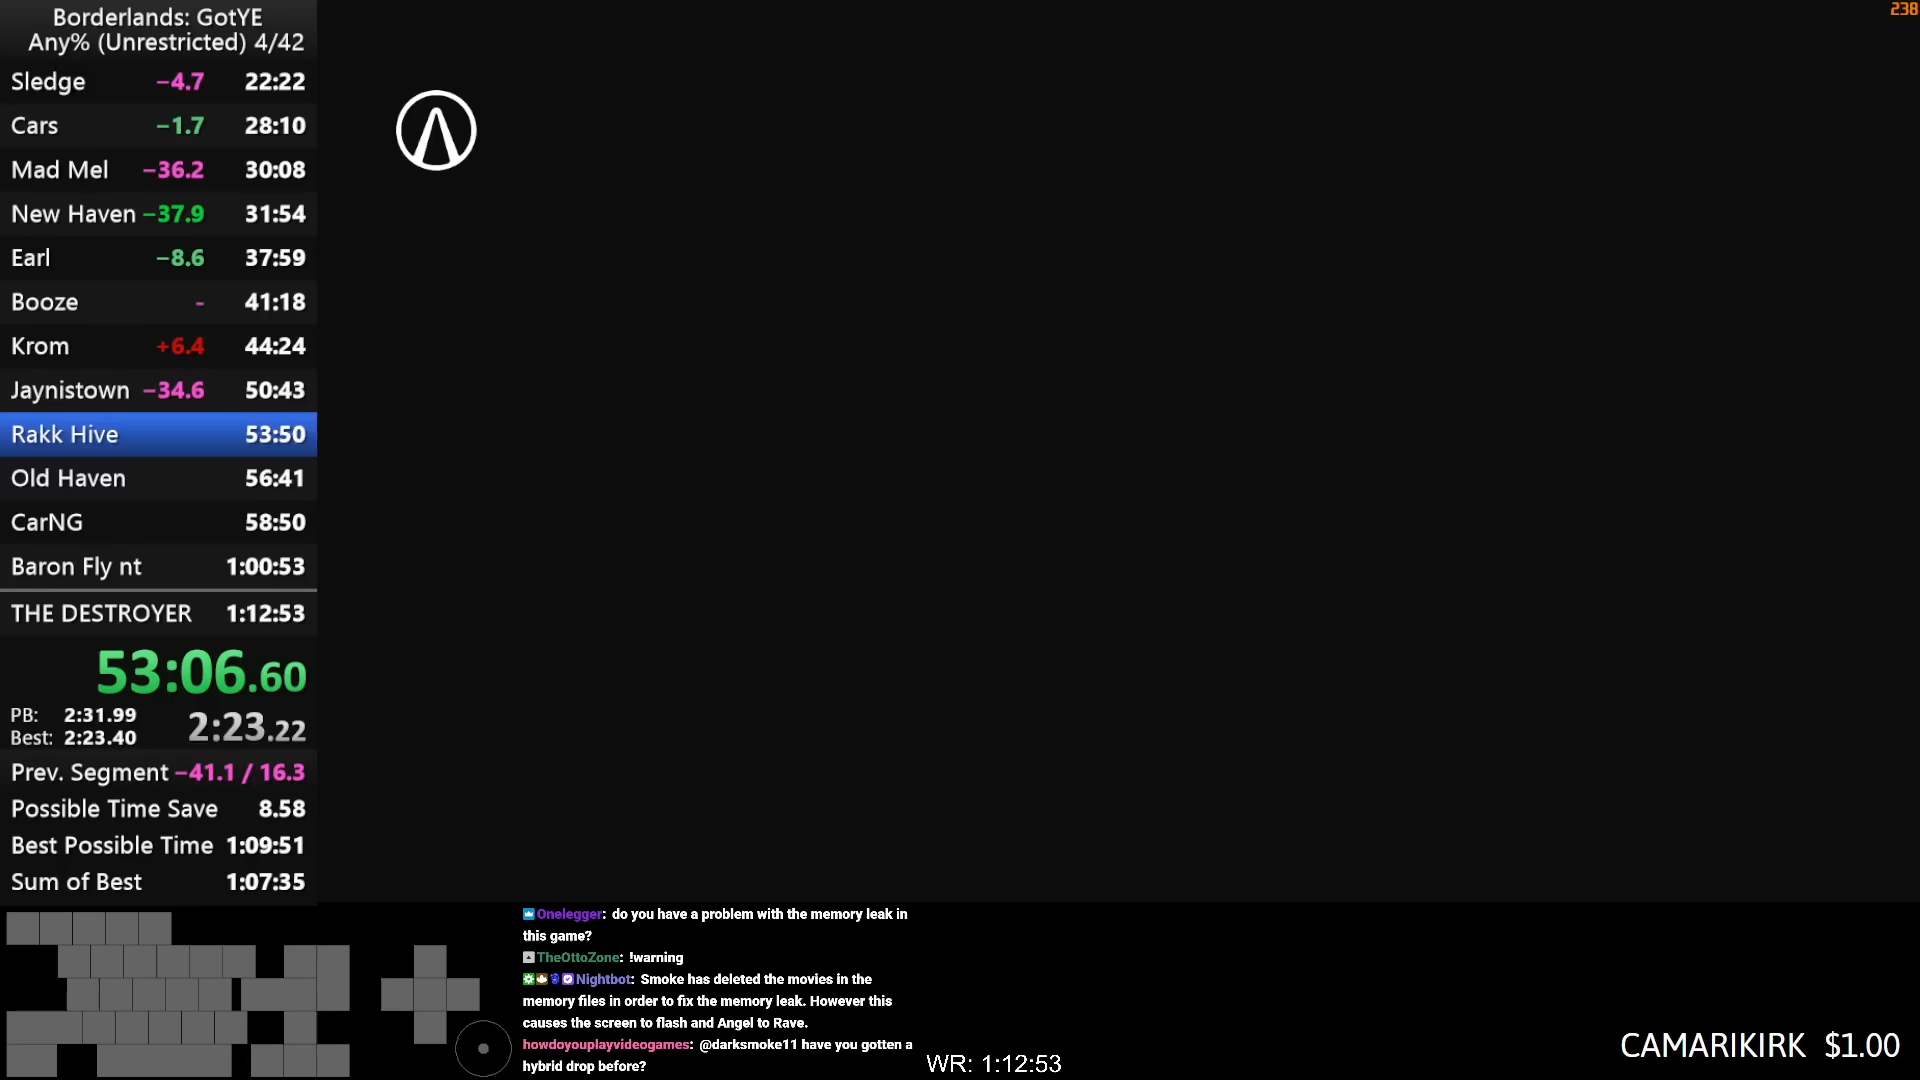 Borderlands: GotYE
Any% (Unrestricted) 4/42
Sledge −4.7 22:22
Cars −1.7 28:10
Mad Mel −36.2 30:08
New Haven −37.9 31:54
Earl −8.6 37:59
Booze - 41:18
Krom +6.4 44:24
Jaynistown −34.6 50:43
Rakk Hive 53:50
Old Haven 56:41
CarNG 58:50
Baron Fly nt 1:00:53
THE DESTROYER 1:12:53
53:06.60
PB: 2:31.99
Best: 2:23.40
2:23.22
Prev. Segment −41.1 / 16.3
Possible Time Save 8.58
Best Possible Time 1:09:51
Sum of Best 1:07:35
238
Onelegger: do you have a problem with the memory leak in
this game?
TheOttoZone: !warning
Nightbot: Smoke has deleted the movies in the
memory files in order to fix the memory leak. However this
causes the screen to flash and Angel to Rave.
howdoyouplayvideogames: @darksmoke11 have you gotten a
hybrid drop before?
WR: 1:12:53
CAMARIKIRK $1.00